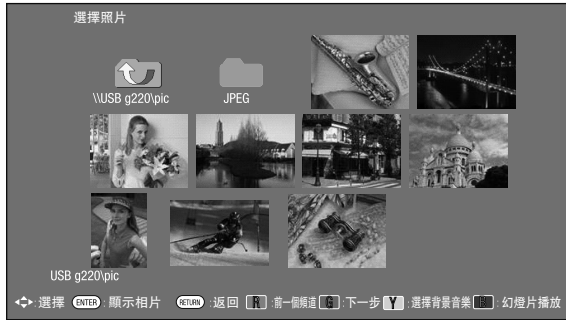 選擇照片
\\USB g220\pic
JPEG
USB g220\pic
:選擇 ENTER :顯示相片 RETURN :返回 R :前一個頻道 G :下一步 Y :選擇背景音業 B :幻燈片播放